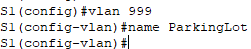 S1(config)#vlan 999
S1(config-vlan)#name ParkingLot
S1(config-vlan)#